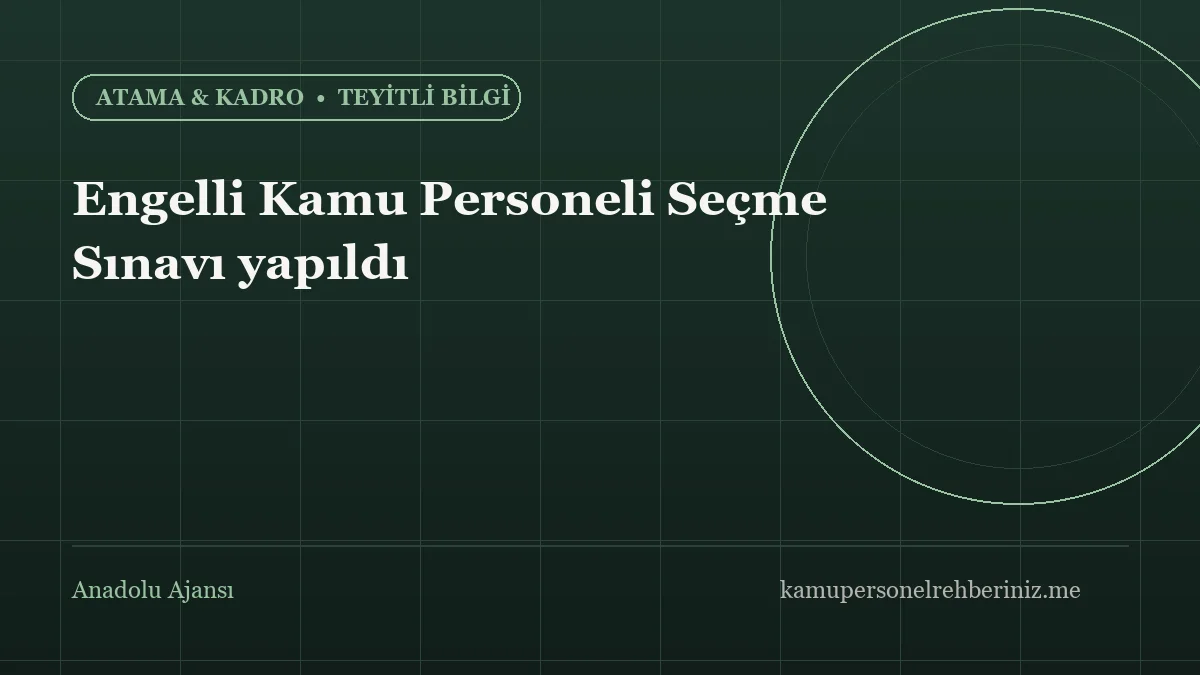 ATAMA & KADRO • TEYİTLİ BİLGİ
Engelli Kamu Personeli Seçme
Sınavı yapıldı
Anadolu Ajansı
kamupersonelrehberiniz.me